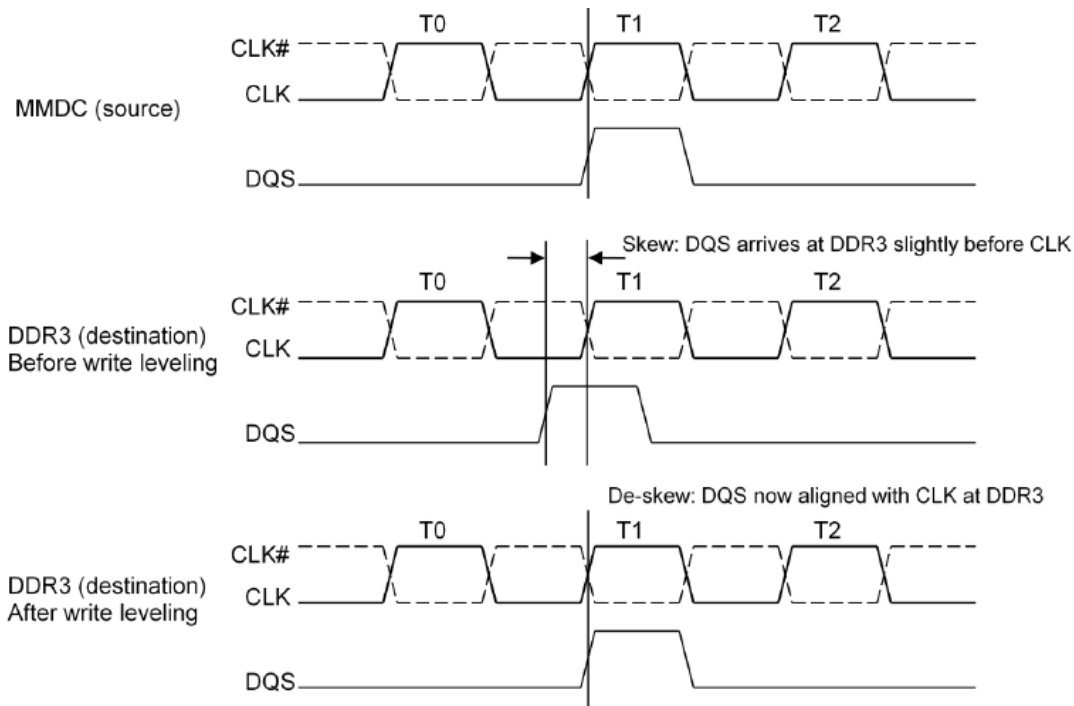 T0 T1 T2
CLK#
CLK
MMDC (source)
DQS
Skew: DQS arrives at DDR3 slightly before CLK
T0 T1 T2
CLK#
DDR3 (destination)
CLK
Before write leveling
DQS
De-skew: DQS now aligned with CLK at DDR3
T0 T1 T2
CLK#
DDR3 (destination)
CLK
After write leveling
DQS